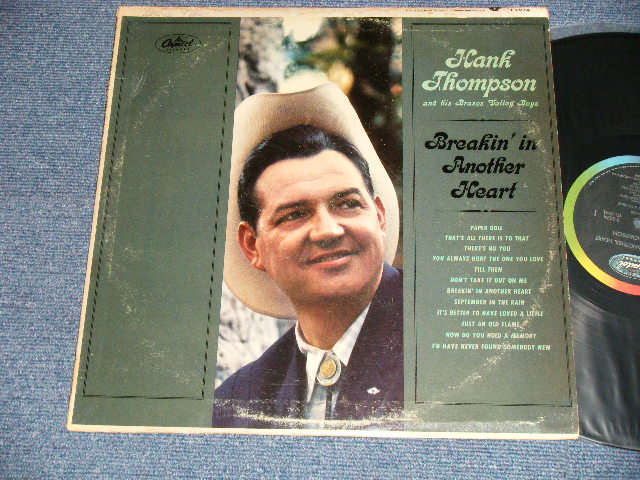 Capitol
RECORDS
Hank
Thompson
and his Brazos Valley Boys
Breakin' in
Another
Heart
PAPER DOLL
THAT'S ALL THERE IS TO THAT
THERE'S NO YOU
YOU ALWAYS HURT THE ONE YOU LOVE
TILL THEN
DON'T TAKE IT OUT ON ME
BREAKIN' IN ANOTHER HEART
SEPTEMBER IN THE RAIN
IT'S BETTER TO HAVE LOVED A LITTLE
JUST AN OLD FLAME
HOW DO YOU HOLD A MEMORY
I'D HAVE NEVER FOUND SOMEBODY NEW
Capitol